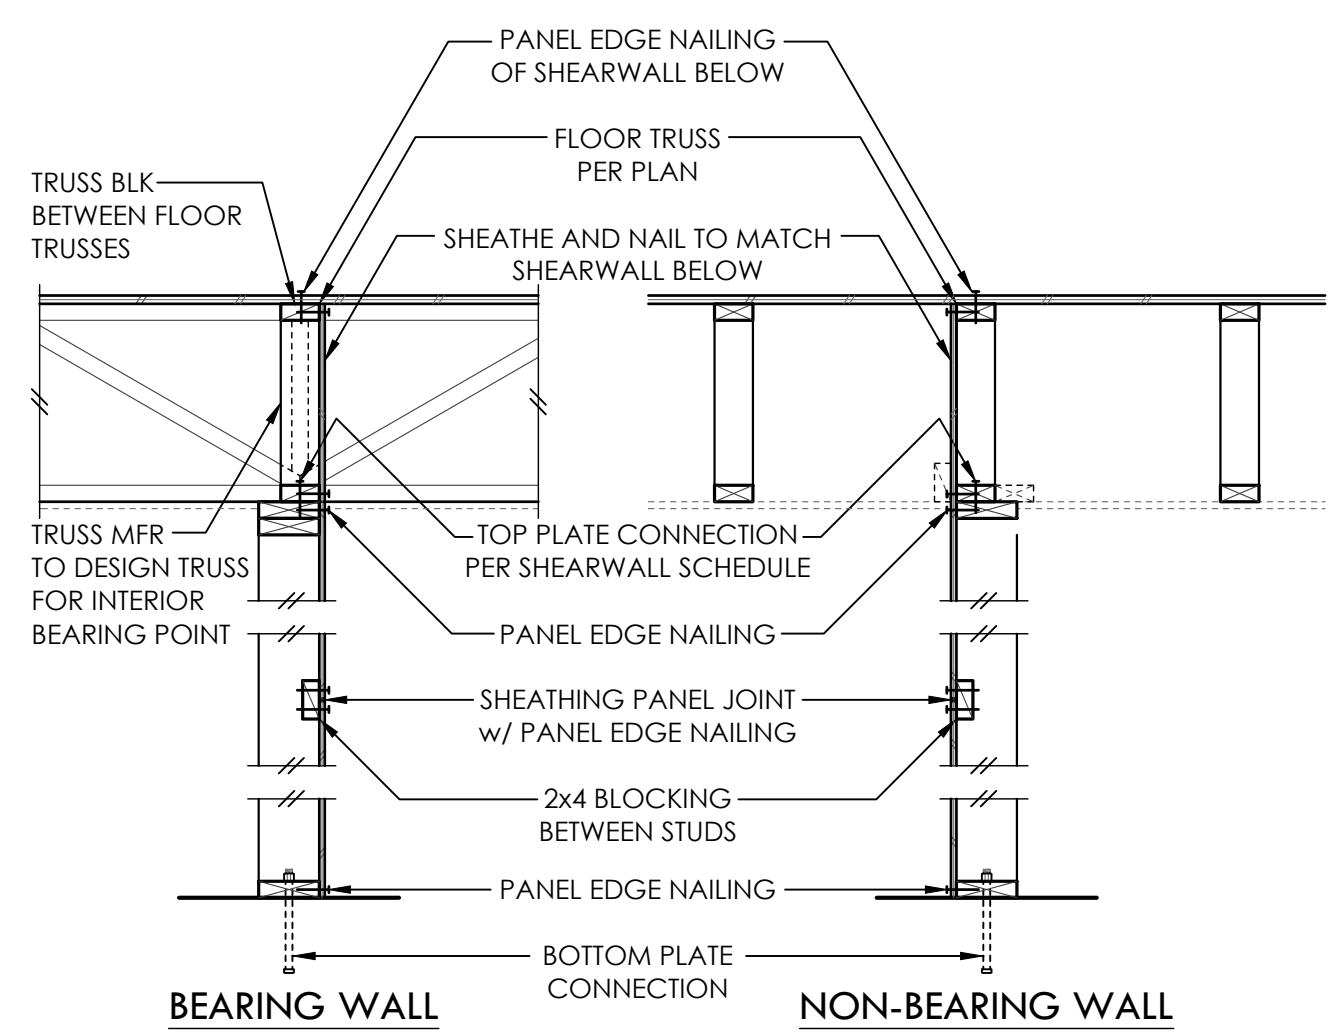 PANEL EDGE NAILING
OF SHEARWALL BELOW
FLOOR TRUSS
PER PLAN
TRUSS BLK
BETWEEN FLOOR
TRUSSES
SHEATHE AND NAIL TO MATCH
SHEARWALL BELOW
TRUSS MFR
TO DESIGN TRUSS
FOR INTERIOR
BEARING POINT
TOP PLATE CONNECTION
PER SHEARWALL SCHEDULE
PANEL EDGE NAILING
SHEATHING PANEL JOINT
w/ PANEL EDGE NAILING
2x4 BLOCKING
BETWEEN STUDS
PANEL EDGE NAILING
BOTTOM PLATE
CONNECTION
BEARING WALL
NON-BEARING WALL